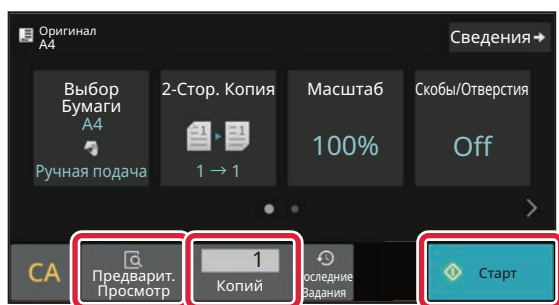 Оригинал
A4
Сведения
Выбор
Бумаги
A4
Ручная подача
2-Стор. Копия
1 → 1
Масштаб
100%
Скобы/Отверстия
Off
CA
Предварит.
Просмотр
1
Копий
оследние
Задания
Старт